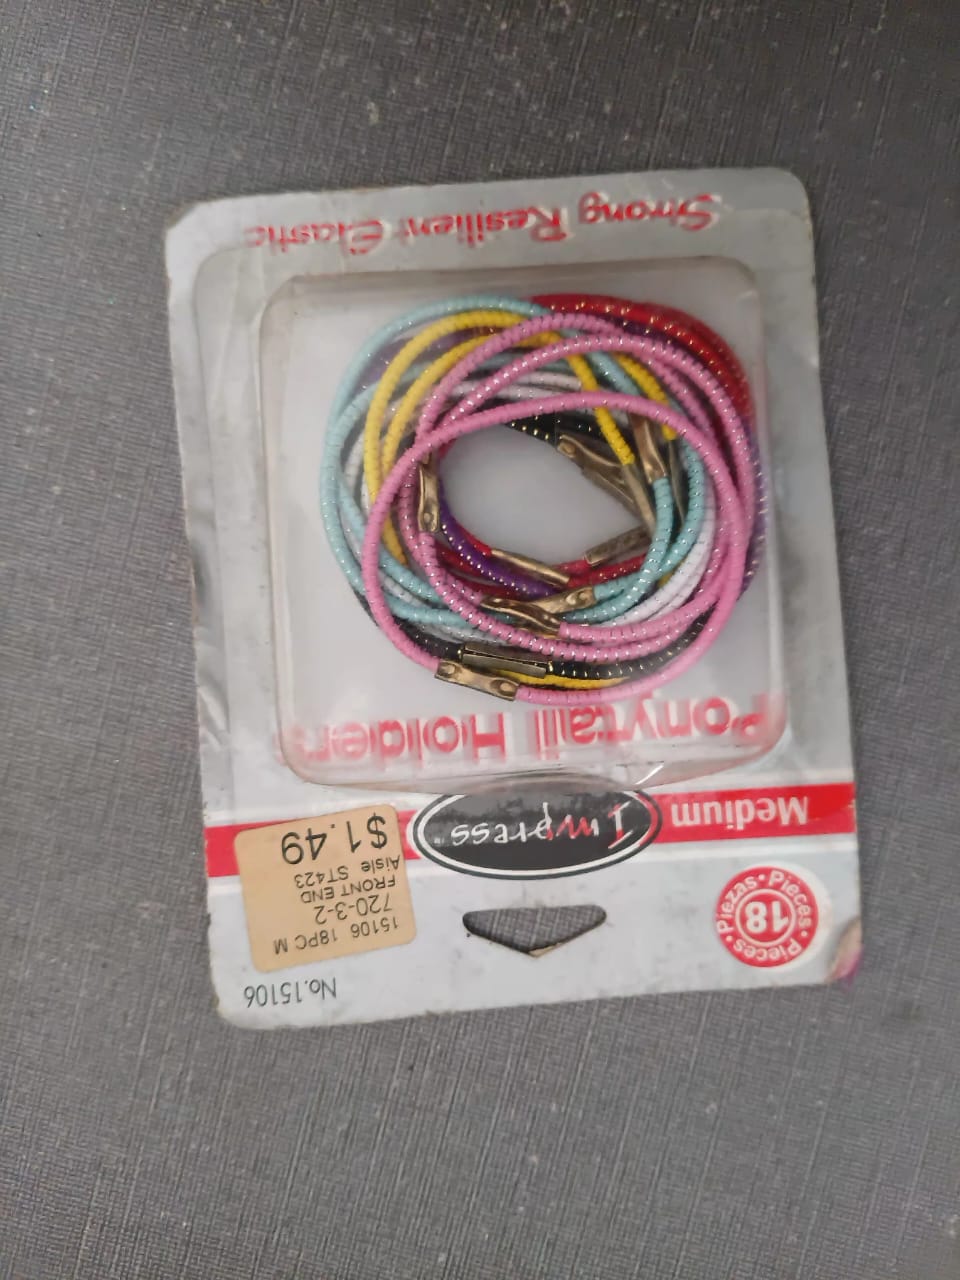 No.15106
18
Pieces • Piezas • Pieces •
15106 18PC M
720-3-2
FRONT END
Aisle ST423
$1.49
Medium
Impress
Ponytail Holders
Strong Resilient Elastic